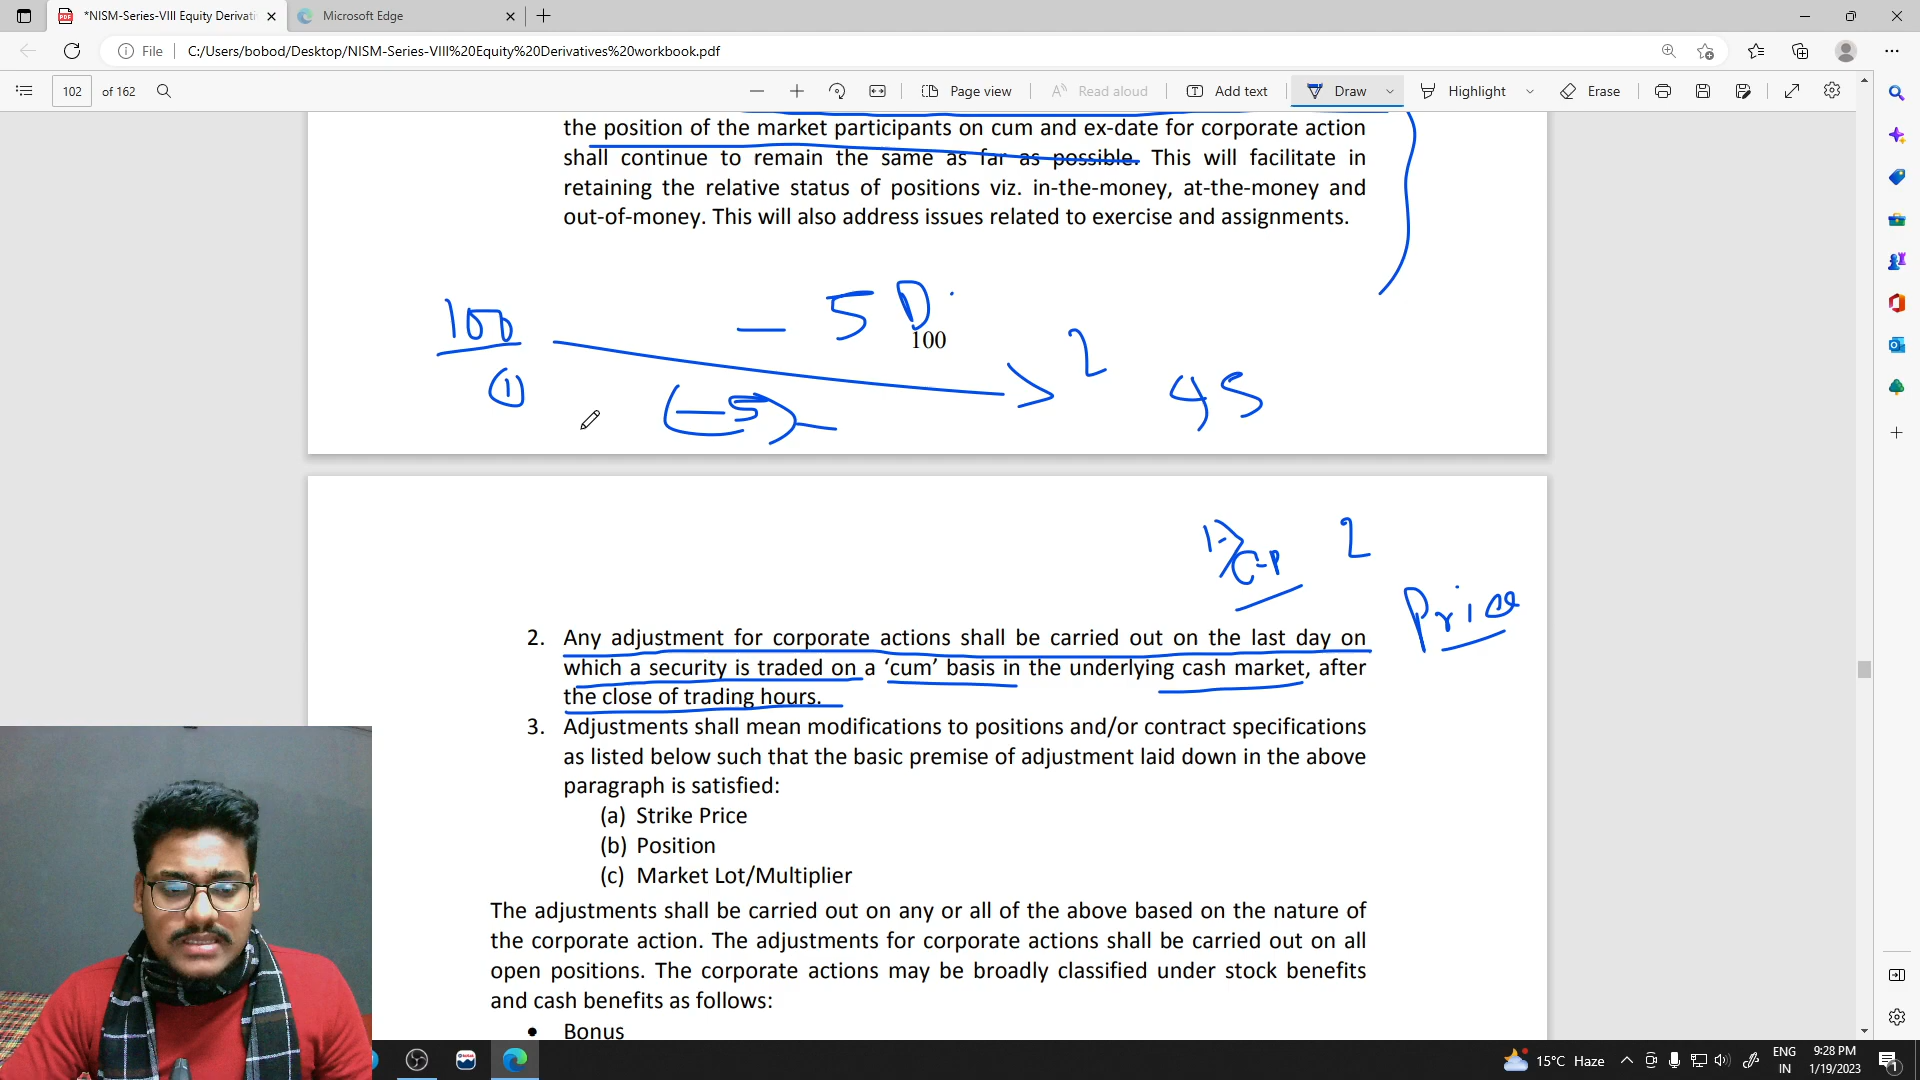 *NISM-Series-VIII Equity Derivati
Microsoft Edge
File
C:/Users/bobod/Desktop/NISM-Series-VIII%20Equity%20Derivatives%20workbook.pdf
102 of 162
Page view
Read aloud
Add text
Draw
Highlight
Erase
the position of the market participants on cum and ex-date for corporate action
shall continue to remain the same as far as possible. This will facilitate in
retaining the relative status of positions viz. in-the-money, at-the-money and
out-of-money. This will also address issues related to exercise and assignments.
100
- 5 D.
100
2
1
(-5)
45
2
Price
2. Any adjustment for corporate actions shall be carried out on the last day on
which a security is traded on a ‘cum’ basis in the underlying cash market, after
the close of trading hours.
3. Adjustments shall mean modifications to positions and/or contract specifications
as listed below such that the basic premise of adjustment laid down in the above
paragraph is satisfied:
(a) Strike Price
(b) Position
(c) Market Lot/Multiplier
The adjustments shall be carried out on any or all of the above based on the nature of
the corporate action. The adjustments for corporate actions shall be carried out on all
open positions. The corporate actions may be broadly classified under stock benefits
and cash benefits as follows:
• Bonus
15°C Haze
ENG
IN
9:28 PM
1/19/2023
1